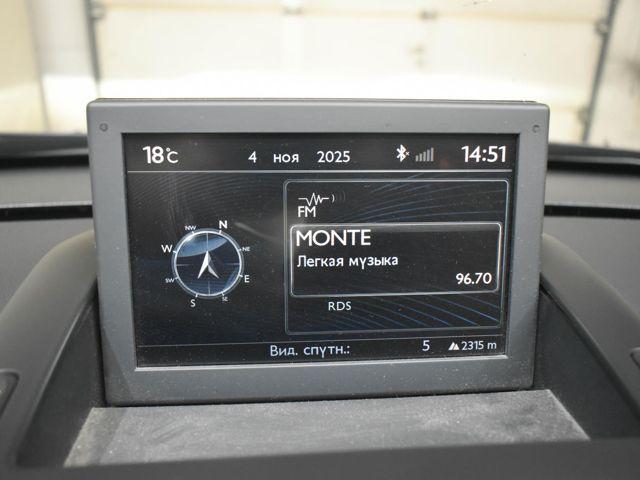 18°C 4 ноя 2025 14:51
FM
MONTE
Легкая музыка
96.70
RDS
N
NW NE
W E
SW SE
S
Вид. спутн.: 5 2315 m